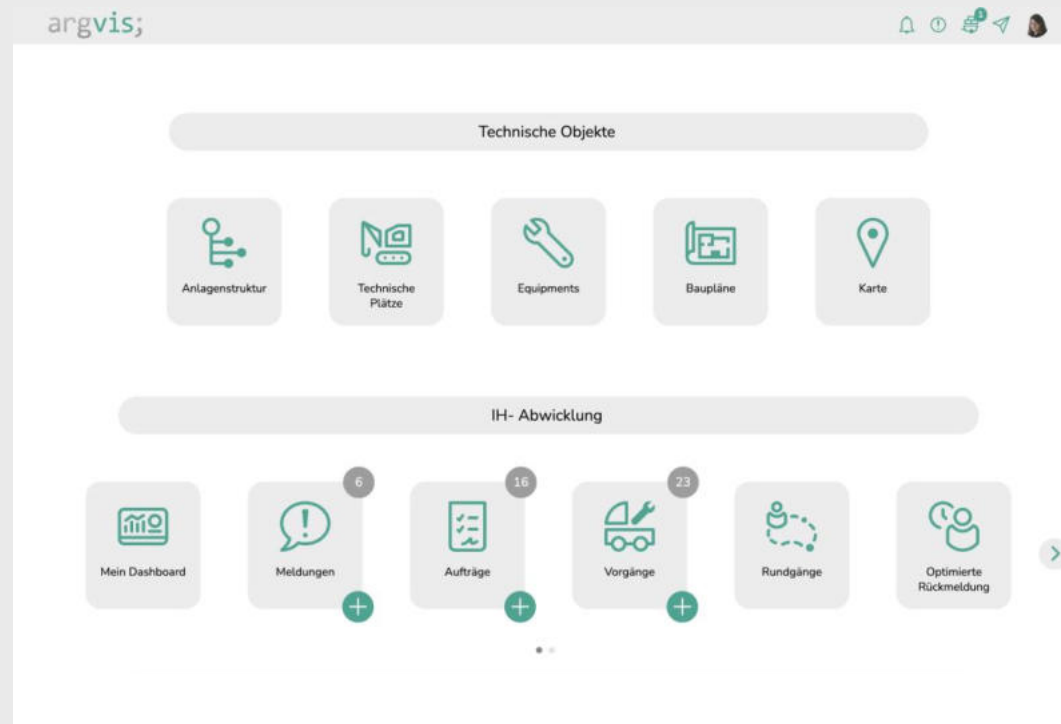 argvis;
1
Technische Objekte
Anlagenstruktur
Technische
Plätze
Equipments
Baupläne
Karte
IH- Abwicklung
6
16
23
Mein Dashboard
Meldungen
Aufträge
Vorgänge
Rundgänge
Optimierte
Rückmeldung